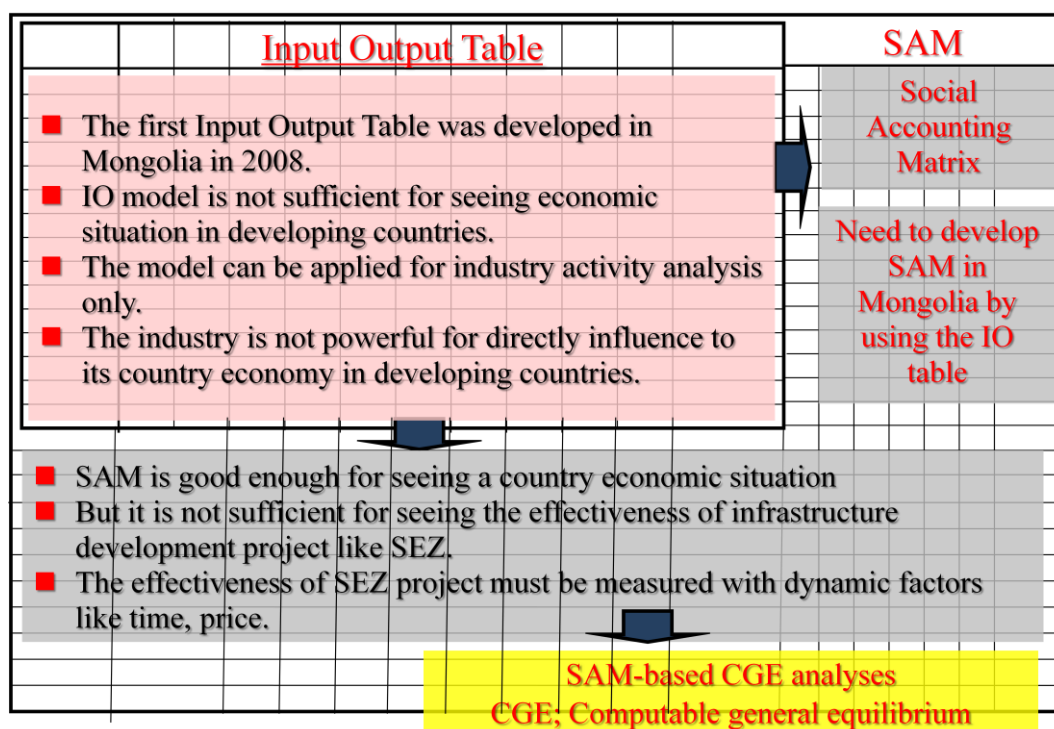 Input Output Table
The first Input Output Table was developed in
Mongolia in 2008.
IO model is not sufficient for seeing economic
situation in developing countries.
The model can be applied for industry activity analysis
only.
The industry is not powerful for directly influence to
its country economy in developing countries.
SAM
Social
Accounting
Matrix
Need to develop
SAM in
Mongolia by
using the IO
table
SAM is good enough for seeing a country economic situation
But it is not sufficient for seeing the effectiveness of infrastructure
development project like SEZ.
The effectiveness of SEZ project must be measured with dynamic factors
like time, price.
SAM-based CGE analyses
CGE; Computable general equilibrium